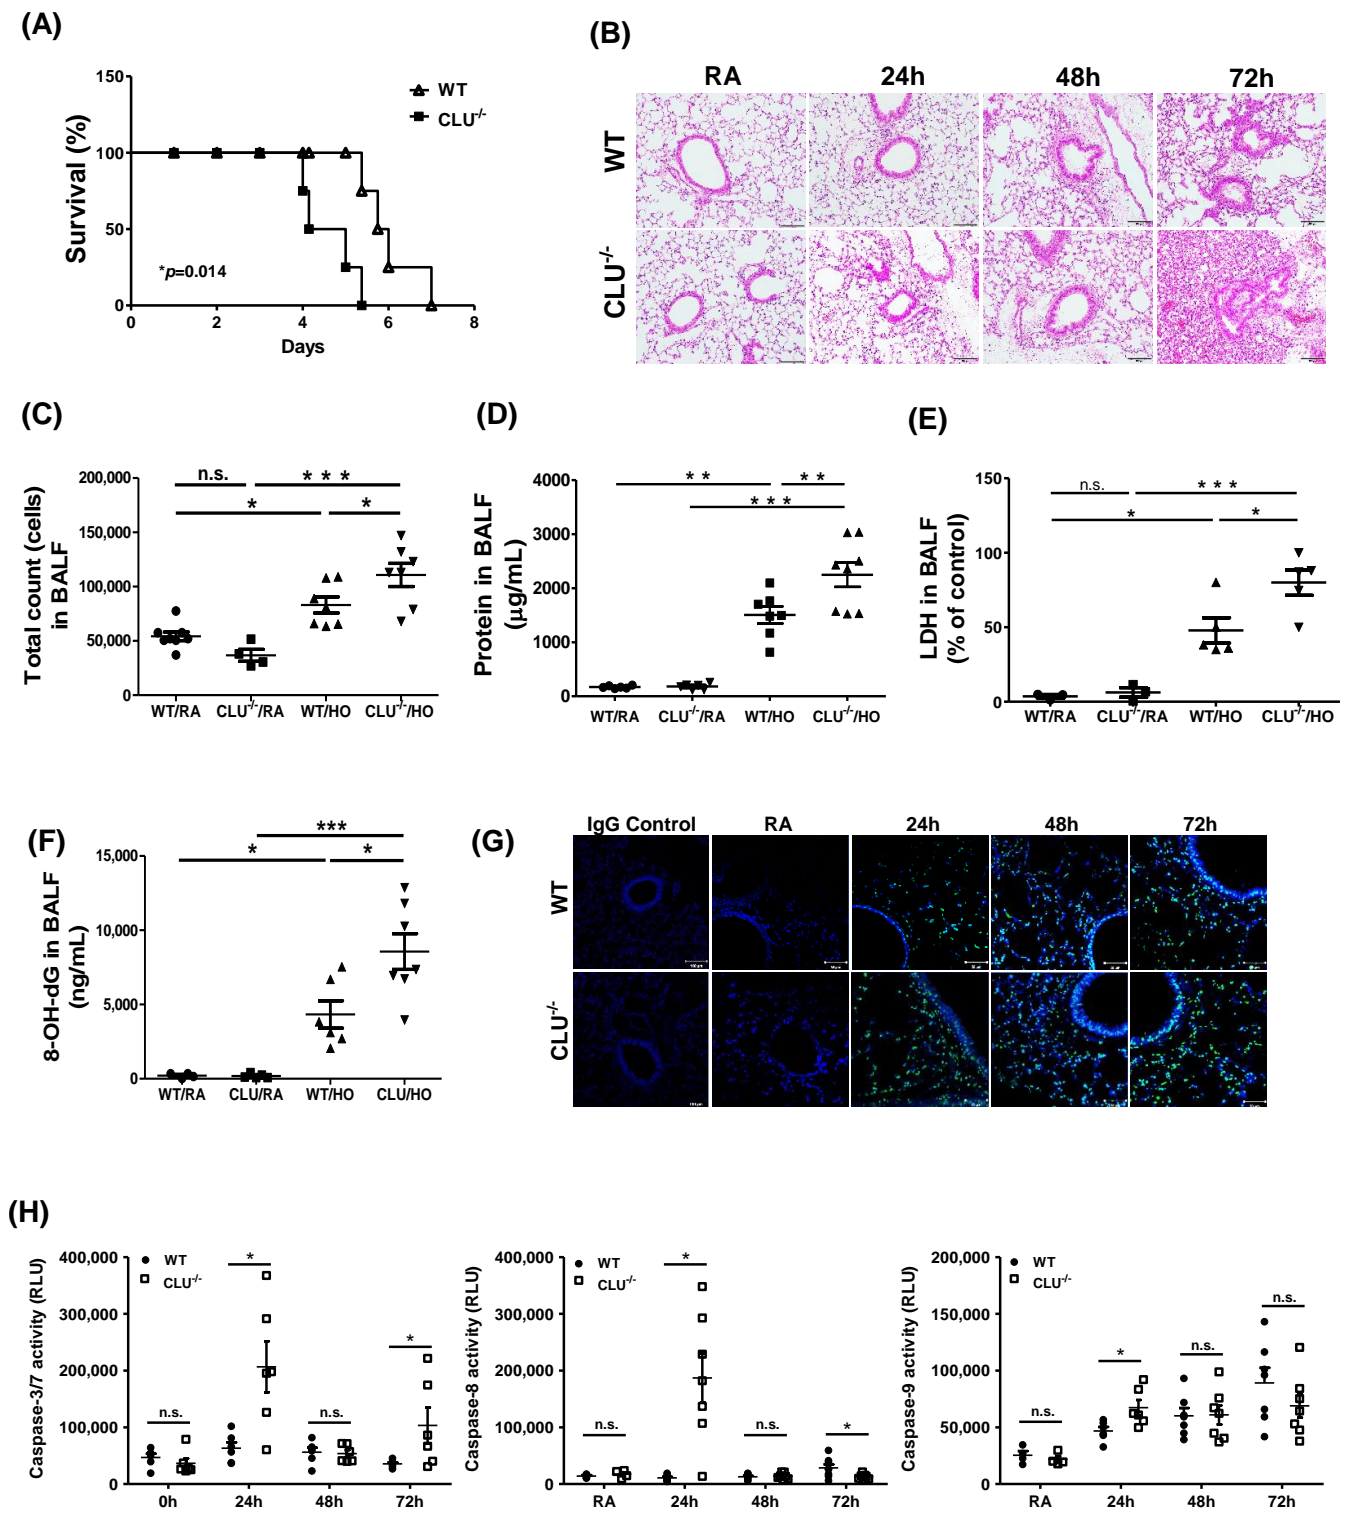 (A)
150
100
50
0
Survival (%)
WT
CLU-/-
*p=0.014
0 2 4 6 8
Days
(B)
RA 24h 48h 72h
WT
CLU-/-
(C)
200,000
150,000
100,000
50,000
0
Total count (cells)
in BALF
n.s. * * *
* *
WT/RA CLU-/-/RA WT/HO CLU-/-/HO
(D)
4000
3000
2000
1000
0
Protein in BALF
(µg/mL)
* * * *
* * *
WT/RA CLU-/-/RA WT/HO CLU-/-/HO
(E)
150
100
50
0
LDH in BALF
(% of control)
n.s. * * *
* *
WT/RA CLU-/-/RA WT/HO CLU-/-/HO
(F)
15,000
10,000
5,000
0
8-OH-dG in BALF
(ng/mL)
***
* *
WT/RA CLU/RA WT/HO CLU/HO
(G)
IgG Control RA 24h 48h 72h
WT
CLU-/-
(H)
400,000
300,000
200,000
100,000
0
Caspase-3/7 activity (RLU)
WT
CLU-/-
n.s. * n.s. *
0h 24h 48h 72h
400,000
300,000
200,000
100,000
0
Caspase-8 activity (RLU)
WT
CLU-/-
n.s. * n.s. *
RA 24h 48h 72h
200,000
150,000
100,000
50,000
0
Caspase-9 activity (RLU)
WT
CLU-/-
n.s. * n.s. n.s.
RA 24h 48h 72h